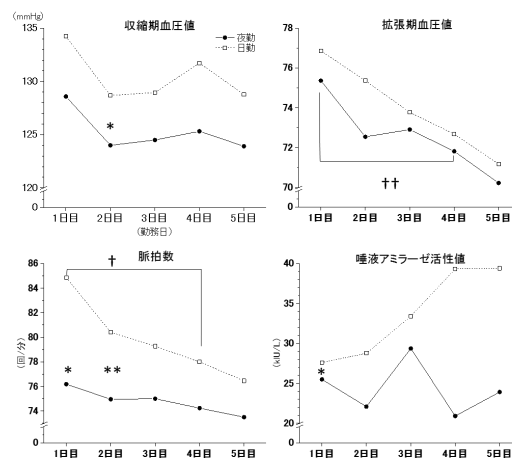 収縮期血圧値
(mmHg)
135
130
125
120
0
夜勤
日勤
*
1日目 2日目 3日目 4日目 5日目
(勤務日)
拡張期血圧値
78
76
74
72
70
0
††
1日目 2日目 3日目 4日目 5日目
脈拍数
86
84
82
80
78
76
74
0
(回/分)
†
* **
1日目 2日目 3日目 4日目 5日目
唾液アミラーゼ活性値
40
35
30
25
20
0
(kIU/L)
*
1日目 2日目 3日目 4日目 5日目